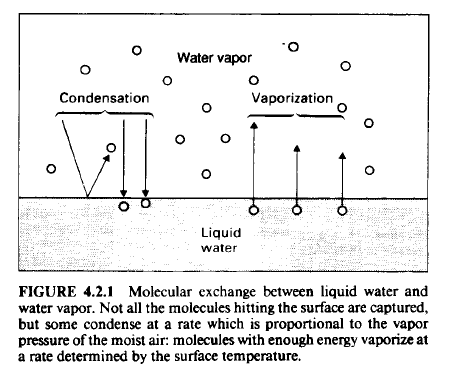 Water vapor
Condensation
Vaporization
Liquid
water
FIGURE 4.2.1 Molecular exchange between liquid water and
water vapor. Not all the molecules hitting the surface are captured,
but some condense at a rate which is proportional to the vapor
pressure of the moist air: molecules with enough energy vaporize at
a rate determined by the surface temperature.